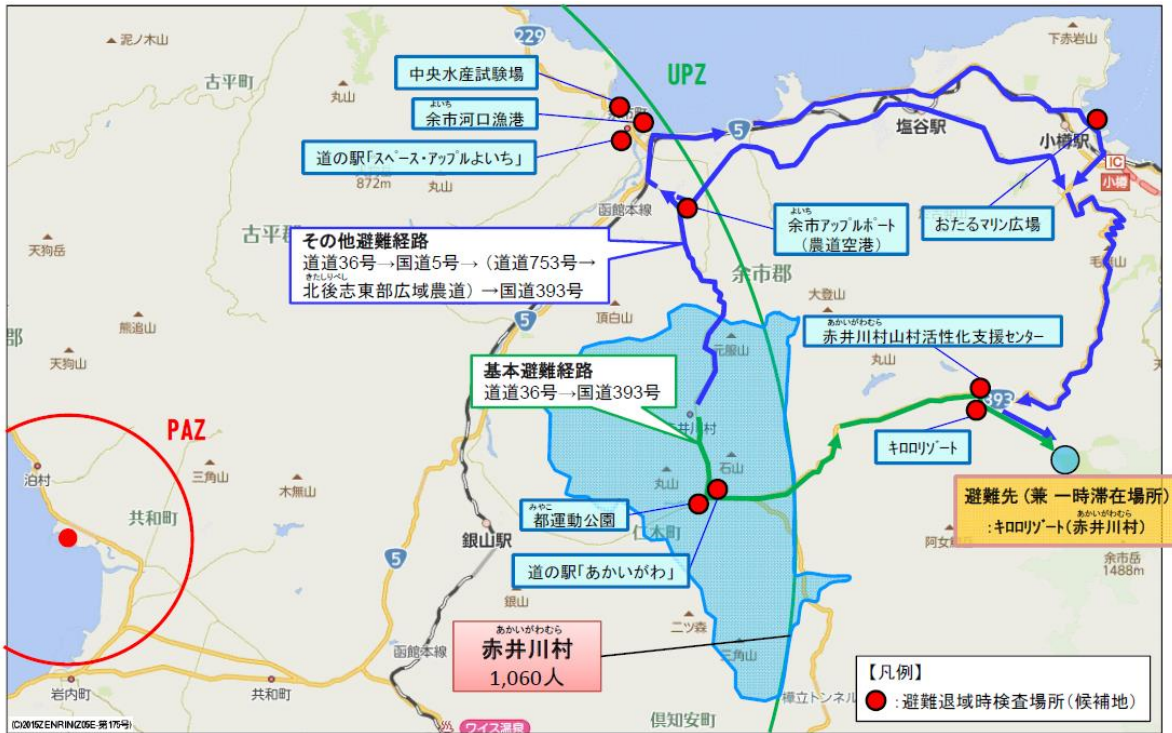 泥ノ木山
229
下赤岩山
古平町
中央水産試験場
丸山
UPZ
よいち
余市河口漁港
5
塩谷駅
小樽駅
IC
小樽
道の駅「スペース・アップルよいち」
872m
丸山
函館本線
よいち
余市アップルポート
(農道空港)
おたるマリン広場
天狗岳
古平郡
その他避難経路
道道36号→国道5号→（道道753号→
きたしりべし
北後志東部広域農道）→国道393号
余市郡
大登山
熊追山
5
頂白山
元服山
あかいがわむら
赤井川村山村活性化支援センター
丸山
郡
天狗山
基本避難経路
道道36号→国道393号
393
PAZ
キロロリゾート
泊村
三角山
木無山
丸山
石山
避難先（兼 一時滞在場所）
あかいがわむら
：キロロリゾート（赤井川村）
共和町
みやこ
都運動公園
仁木町
銀山駅
余市岳
1488m
5
道の駅「あかいがわ」
銀山
二ツ森
あかいがわむら
赤井川村
1,060人
三角山
函館本線
【凡例】
：避難退域時検査場所（候補地）
岩内町
共和町
樺立トンネル
倶知安町
(C)2015ZENRIN(Z05E-第175号)
ワイス温泉